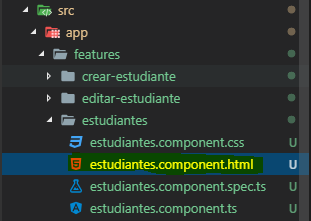 src
app
features
crear-estudiante
editar-estudiante
estudiantes
estudiantes.component.css U
estudiantes.component.html U
estudiantes.component.spec.ts U
estudiantes.component.ts U